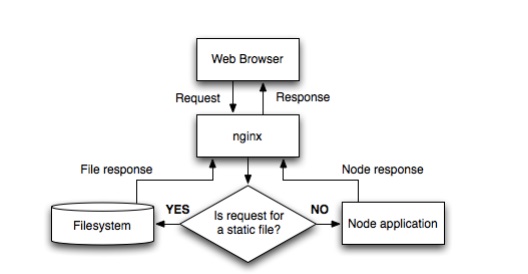 Web Browser
Request
Response
nginx
File response
Node response
YES
Is request for
a static file?
NO
Filesystem
Node application